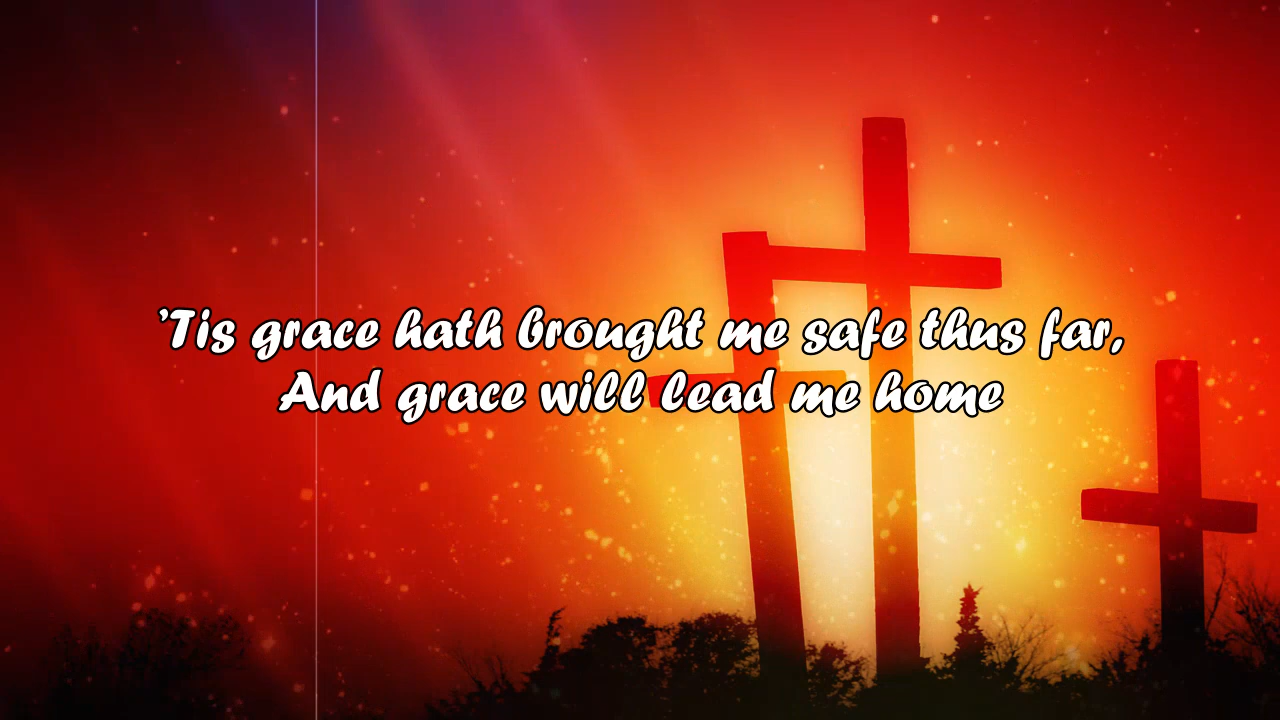 ’Tis grace hath brought me safe thus far,
And grace will lead me home